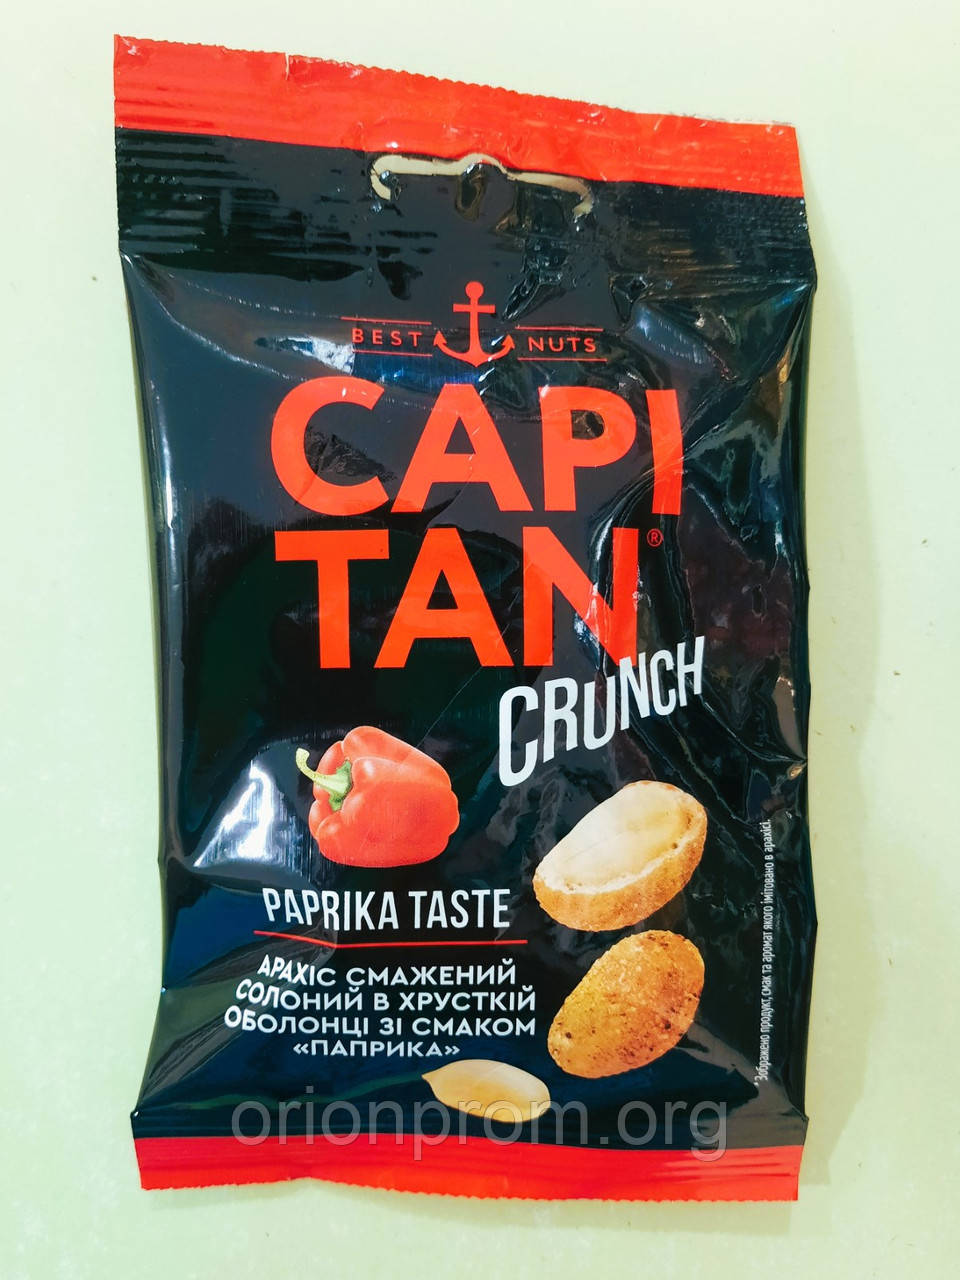 BEST NUTS
CAPI
TAN®
CRUNCH
PAPRIKA TASTE
АРАХІС СМАЖЕНИЙ
СОЛОНИЙ В ХРУСТКІЙ
ОБОЛОНЦІ ЗІ СМАКОМ
«ПАПРИКА»
*Зображено продукт, смак та аромат якого імітовано в арахісі.
orionprom.org